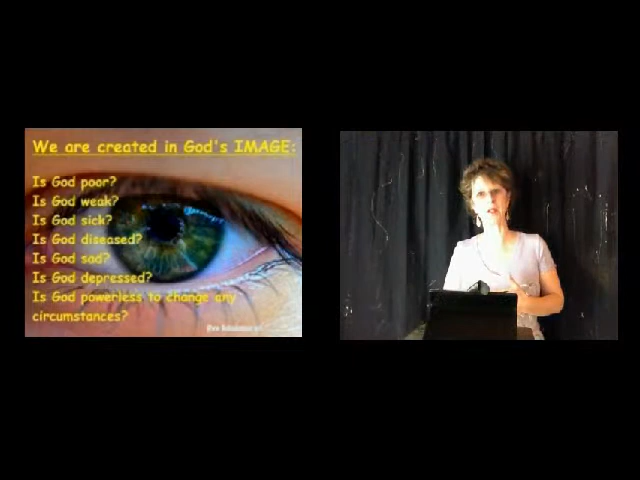 We are created in God's IMAGE:
Is God poor?
Is God weak?
Is God sick?
Is God diseased?
Is God sad?
Is God depressed?
Is God powerless to change any
circumstances?